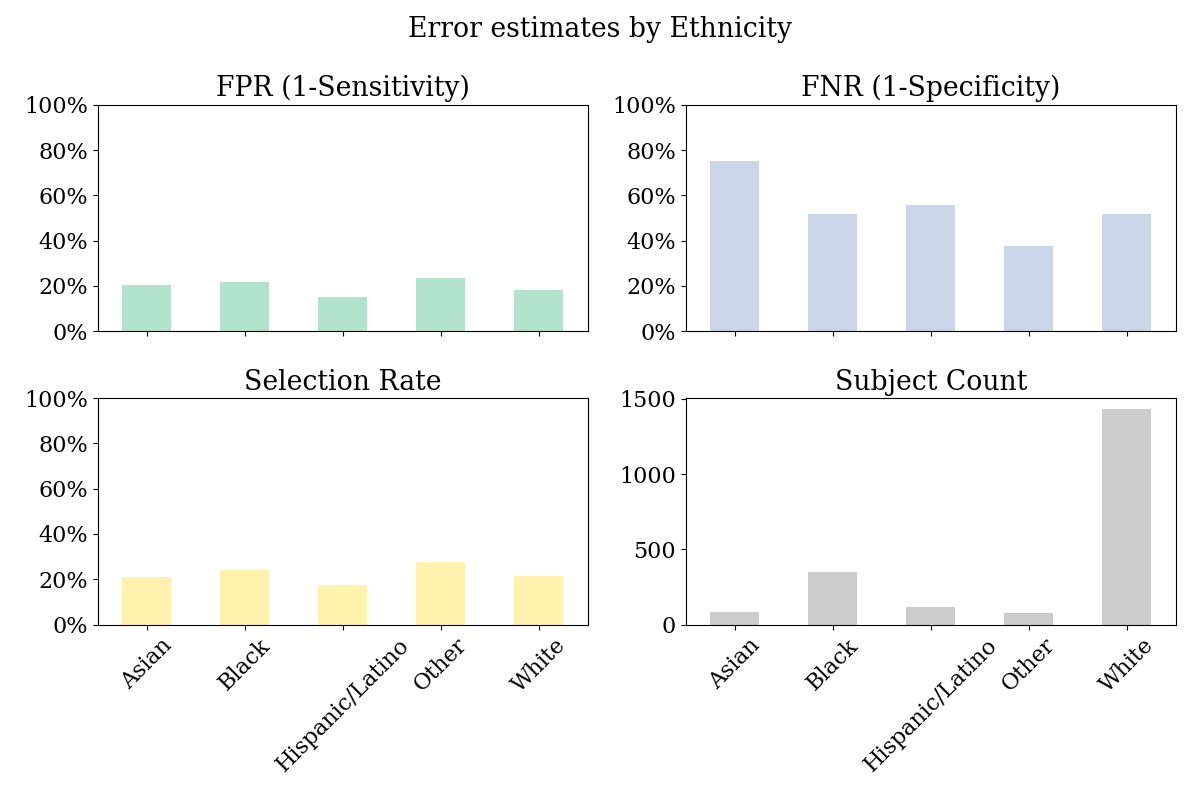 Error estimates by Ethnicity
FPR (1-Sensitivity)
100%
80%
60%
40%
20%
0%
FNR (1-Specificity)
100%
80%
60%
40%
20%
0%
Selection Rate
100%
80%
60%
40%
20%
0%
Asian
Black
Hispanic/Latino
Other
White
Subject Count
1500
1000
500
0
Asian
Black
Hispanic/Latino
Other
White